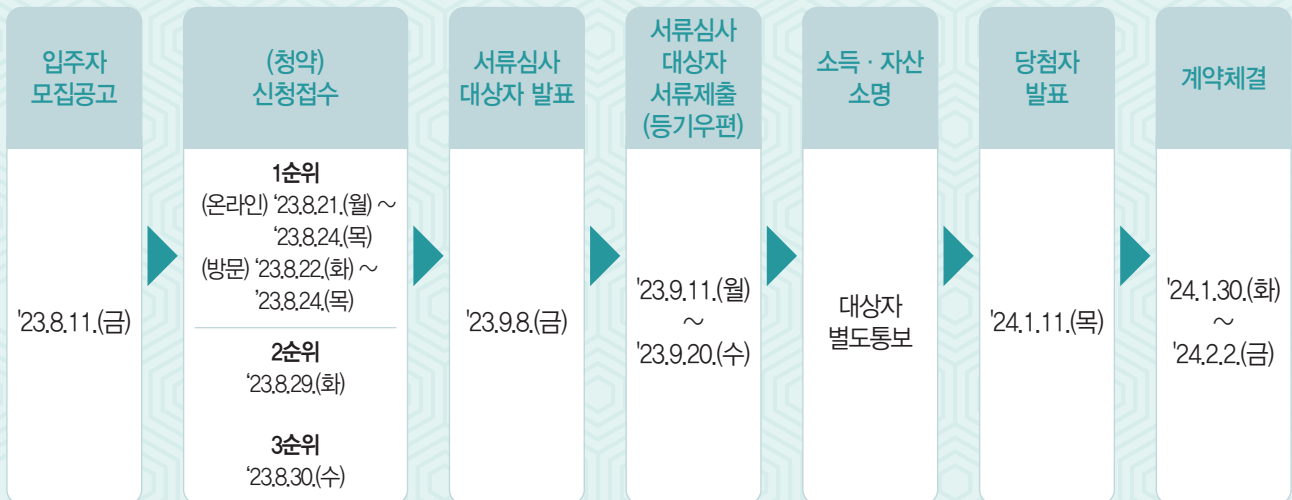 입주자
모집공고
'23.8.11.(금)
(청약)
신청접수
1순위
(온라인) ‘23.8.21.(월) ~
‘23.8.24.(목)
(방문) ‘23.8.22.(화) ~
’23.8.24.(목)
2순위
‘23.8.29.(화)
3순위
‘23.8.30.(수)
서류심사
대상자 발표
'23.9.8.(금)
서류심사
대상자
서류제출
(등기우편)
'23.9.11.(월)
~
'23.9.20.(수)
소득 · 자산
소명
대상자
별도통보
당첨자
발표
'24.1.11.(목)
계약체결
'24.1.30.(화)
~
'24.2.2.(금)